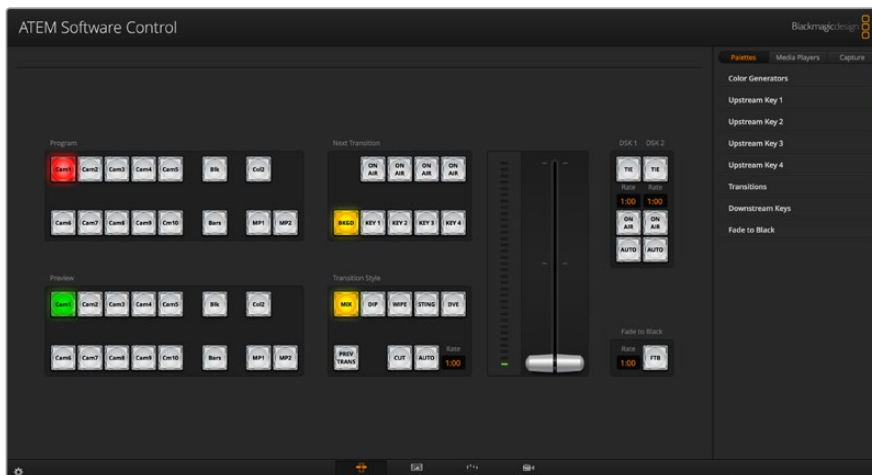 ATEM Software Control
Blackmagicdesign
Palettes Media Players Capture
Color Generators
Upstream Key 1
Upstream Key 2
Upstream Key 3
Upstream Key 4
Transitions
Downstream Keys
Fade to Black
Program
Cam1 Cam2 Cam3 Cam4 Cam5 Blk Col2
Cam6 Cam7 Cam8 Cam9 Cm10 Bars MP1 MP2
Next Transition
ON AIR ON AIR ON AIR ON AIR
BKGD KEY 1 KEY 2 KEY 3 KEY 4
DSK 1 DSK 2
TIE TIE
Rate Rate
1:00 1:00
ON AIR ON AIR
AUTO AUTO
Preview
Cam1 Cam2 Cam3 Cam4 Cam5 Blk Col2
Cam6 Cam7 Cam8 Cam9 Cm10 Bars MP1 MP2
Transition Style
MIX DIP WIPE STING DVE
PREV TRANS CUT AUTO Rate
1:00
Fade to Black
Rate
1:00 FTB